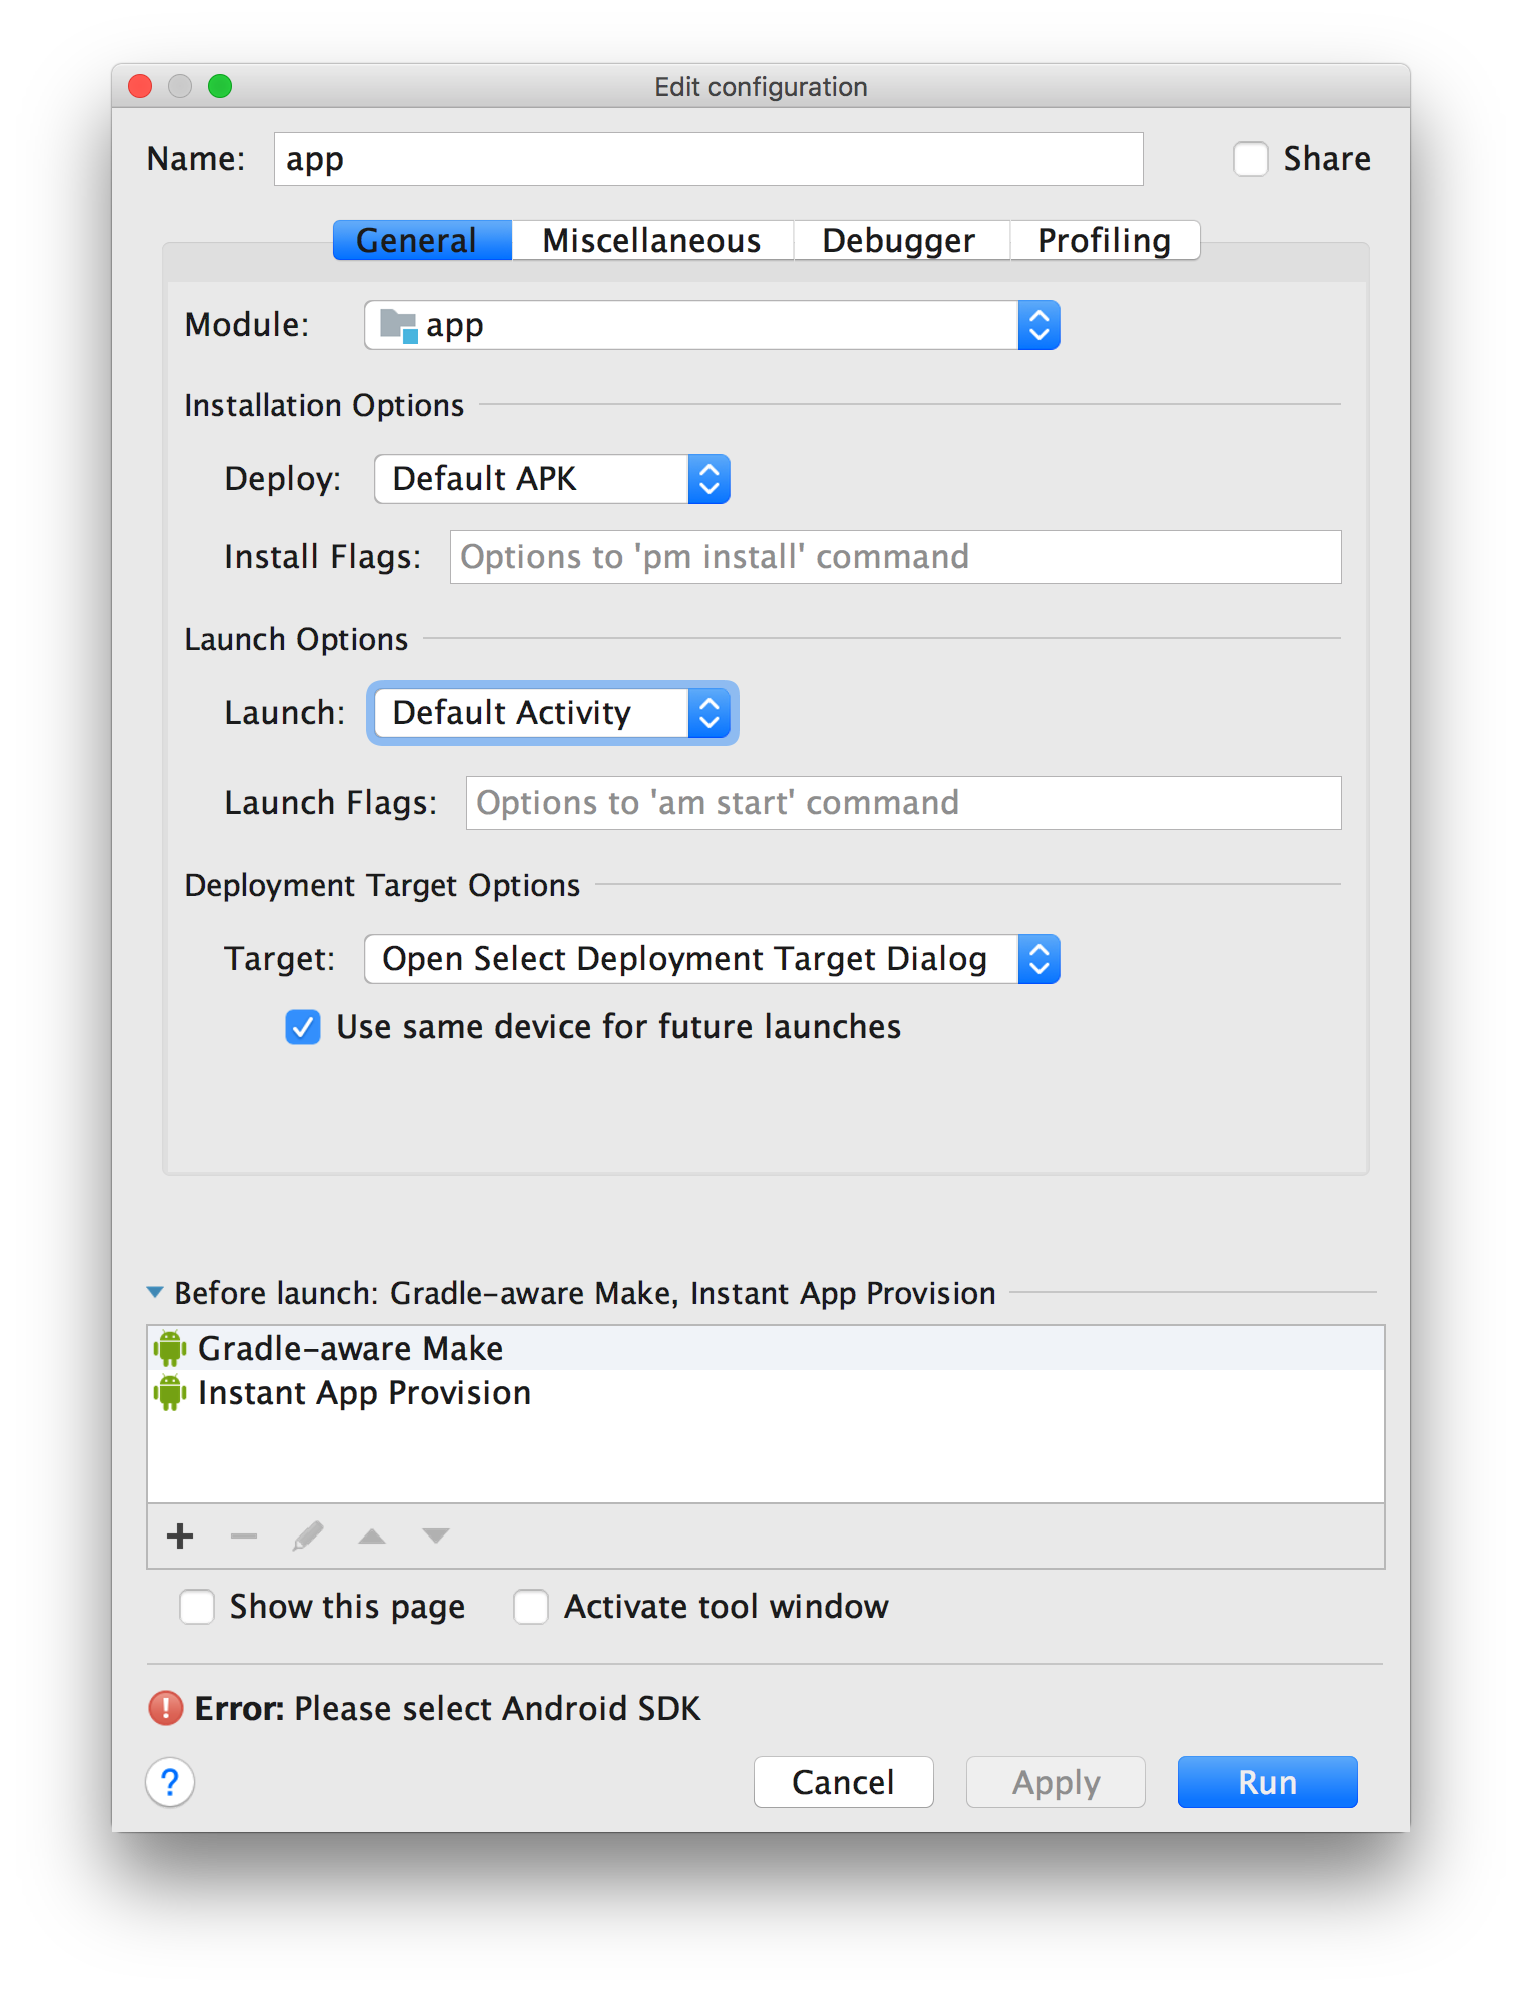 Edit configuration
Name: app Share
General Miscellaneous Debugger Profiling
Module: app
Installation Options
Deploy: Default APK
Install Flags: Options to 'pm install' command
Launch Options
Launch: Default Activity
Launch Flags: Options to 'am start' command
Deployment Target Options
Target: Open Select Deployment Target Dialog
Use same device for future launches
Before launch: Gradle-aware Make, Instant App Provision
Gradle-aware Make
Instant App Provision
Show this page Activate tool window
Error: Please select Android SDK
? Cancel Apply Run